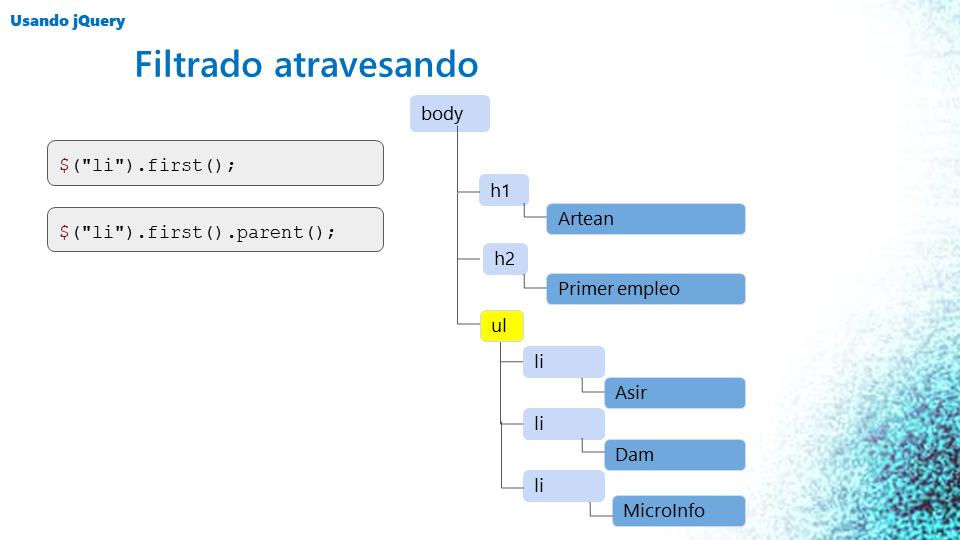 Usando jQuery
Filtrado atravesando
$("li").first();
$("li").first().parent();
body
h1
Artean
h2
Primer empleo
ul
li
Asir
li
Dam
li
MicroInfo